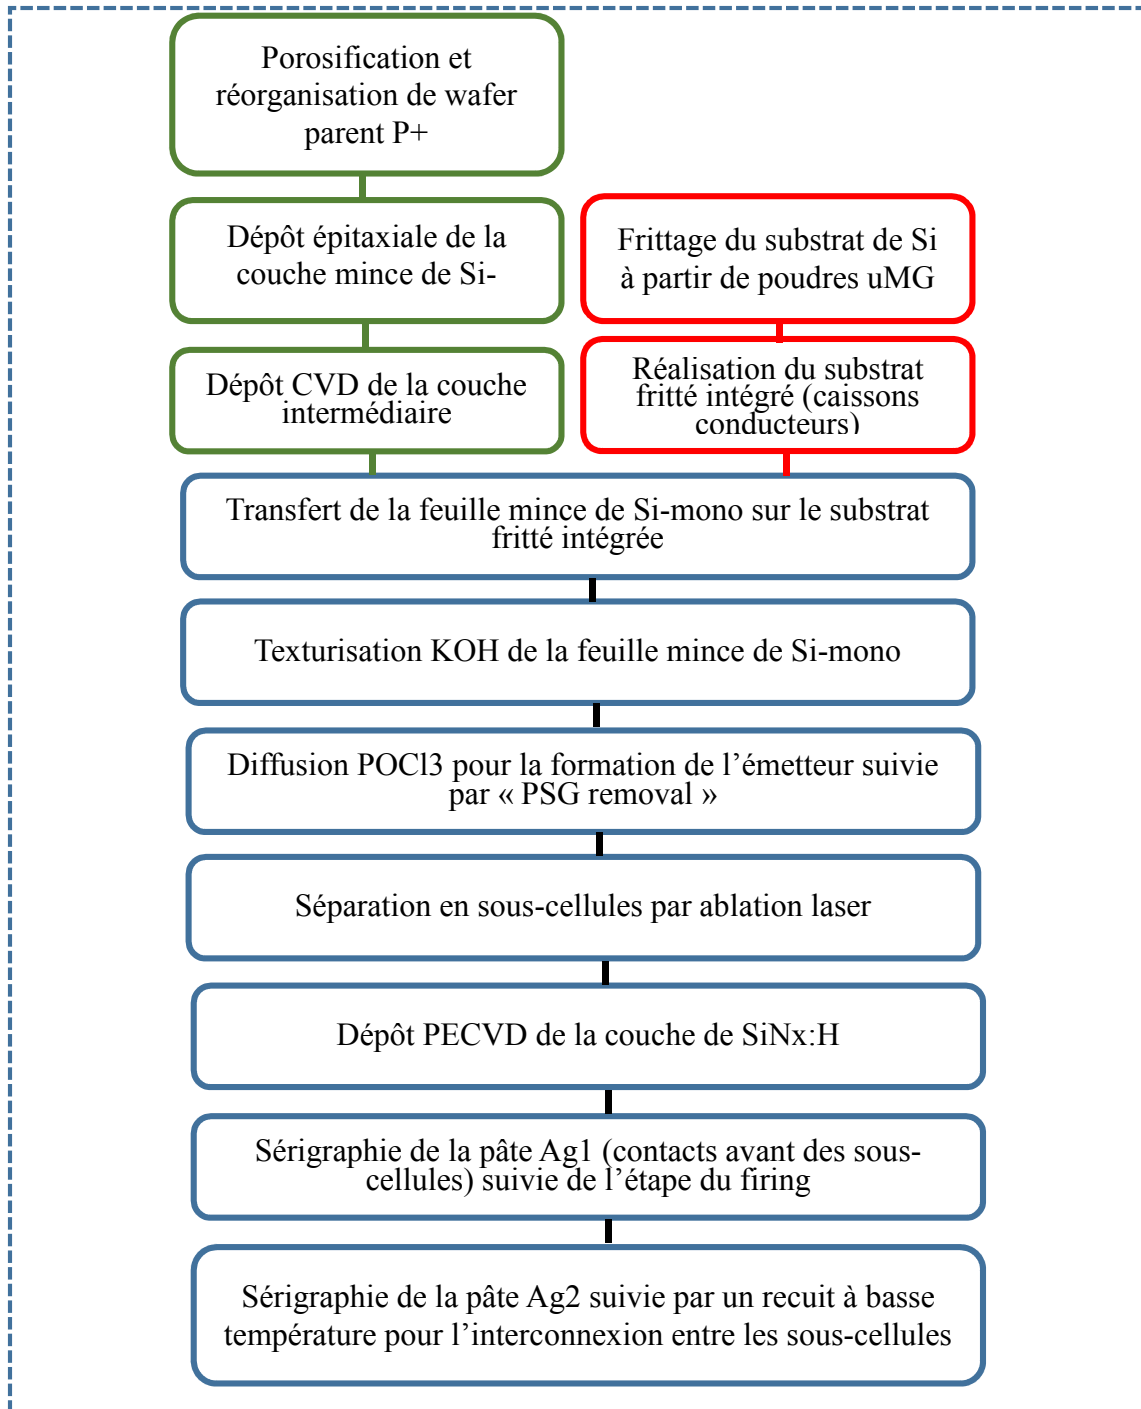 Porosification et
réorganisation de wafer
parent P+
Dépôt épitaxiale de la
couche mince de Si-
Frittage du substrat de Si
à partir de poudres uMG
Dépôt CVD de la couche
intermédiaire
Réalisation du substrat
fritté intégré (caissons
conducteurs)
Transfert de la feuille mince de Si-mono sur le substrat
fritté intégrée
Texturisation KOH de la feuille mince de Si-mono
Diffusion POCl3 pour la formation de l’émetteur suivie
par « PSG removal »
Séparation en sous-cellules par ablation laser
Dépôt PECVD de la couche de SiNx:H
Sérigraphie de la pâte Ag1 (contacts avant des sous-
cellules) suivie de l’étape du firing
Sérigraphie de la pâte Ag2 suivie par un recuit à basse
température pour l’interconnexion entre les sous-cellules